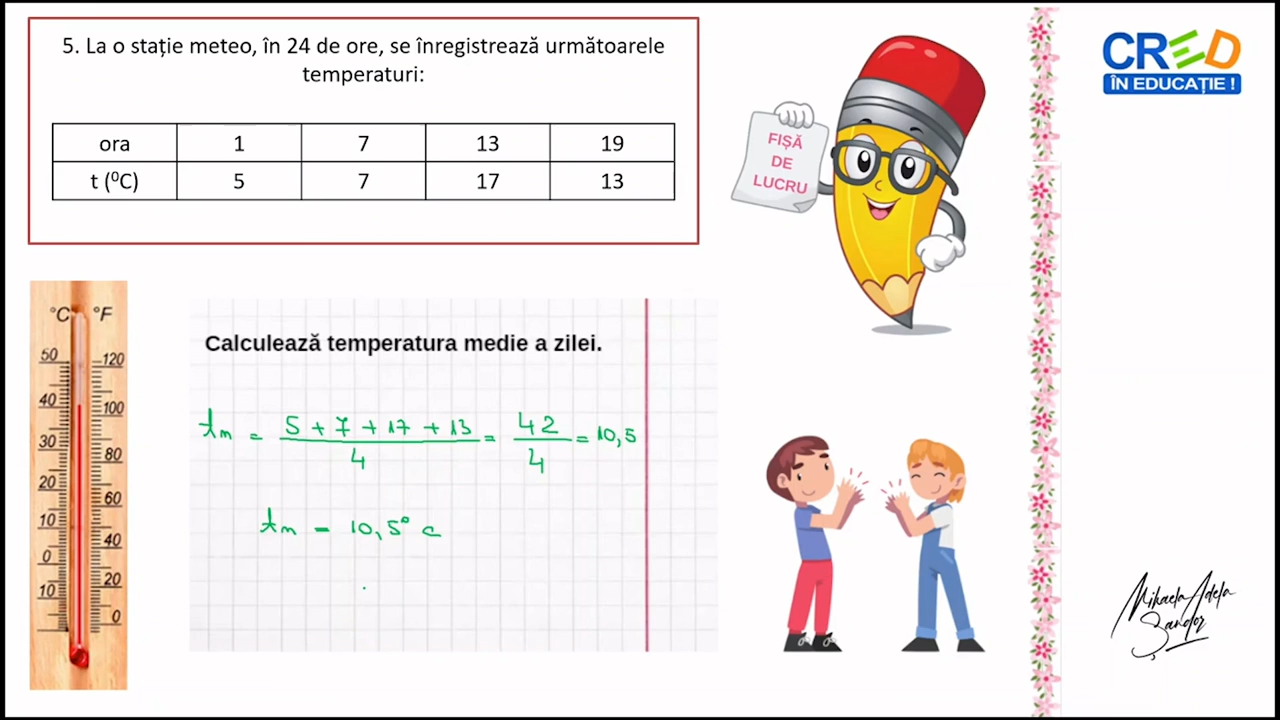 5. La o stație meteo, în 24 de ore, se înregistrează următoarele
temperaturi:
ora 1 7 13 19
t (⁰C) 5 7 17 13
FIȘĂ
DE
LUCRU
CRED
ÎN EDUCAȚIE !
°C °F
50 120
40 100
30 80
20 60
10 40
0 20
10 0
Calculează temperatura medie a zilei.
tm = 5 + 7 + 17 + 13 / 4 = 42 / 4 = 10,5
tm = 10,5° c
Mihaela Adela
Șandor